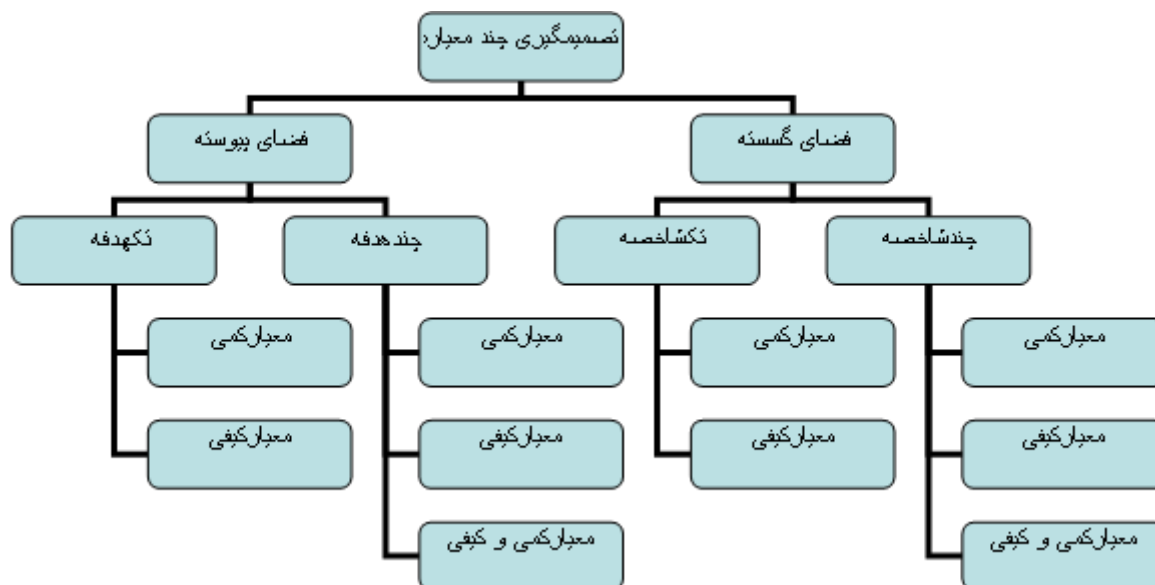 تصمیمگیری چند معیاره
فضای گسسته
فضای پیوسته
چندشاخصه
تکشاخصه
چندهدفه
تکهدفه
معیارکمی
معیارکمی
معیارکمی
معیارکمی
معیارکیفی
معیارکیفی
معیارکیفی
معیارکیفی
معیارکمی و کیفی
معیارکمی و کیفی